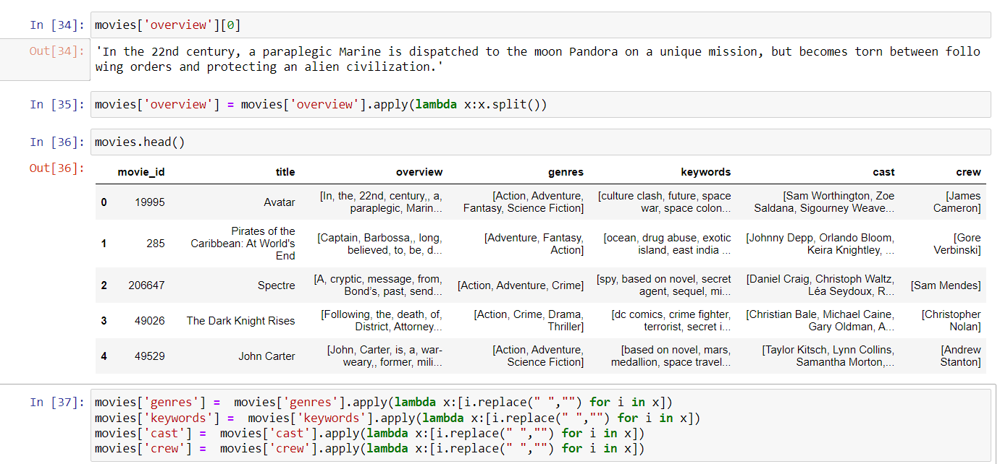 In [34]: movies['overview'][0]
Out[34]: 'In the 22nd century, a paraplegic Marine is dispatched to the moon Pandora on a unique mission, but becomes torn between follo
wing orders and protecting an alien civilization.'
In [35]: movies['overview'] = movies['overview'].apply(lambda x:x.split())
In [36]: movies.head()
Out[36]:
movie_id title overview genres keywords cast crew
0 19995 Avatar [In, the, 22nd, century,, a, paraplegic, Marin... [Action, Adventure, Fantasy, Science Fiction] [culture clash, future, space war, space colon... [Sam Worthington, Zoe Saldana, Sigourney Weave... [James Cameron]
1 285 Pirates of the Caribbean: At World's End [Captain, Barbossa,, long, believed, to, be, d... [Adventure, Fantasy, Action] [ocean, drug abuse, exotic island, east india ... [Johnny Depp, Orlando Bloom, Keira Knightley, ... [Gore Verbinski]
2 206647 Spectre [A, cryptic, message, from, Bond’s, past, send... [Action, Adventure, Crime] [spy, based on novel, secret agent, sequel, mi... [Daniel Craig, Christoph Waltz, Léa Seydoux, R... [Sam Mendes]
3 49026 The Dark Knight Rises [Following, the, death, of, District, Attorney... [Action, Crime, Drama, Thriller] [dc comics, crime fighter, terrorist, secret i... [Christian Bale, Michael Caine, Gary Oldman, A... [Christopher Nolan]
4 49529 John Carter [John, Carter, is, a, war-weary,, former, mili... [Action, Adventure, Science Fiction] [based on novel, mars, medallion, space travel... [Taylor Kitsch, Lynn Collins, Samantha Morton,... [Andrew Stanton]
In [37]: movies['genres'] =  movies['genres'].apply(lambda x:[i.replace(" ","") for i in x])
movies['keywords'] =  movies['keywords'].apply(lambda x:[i.replace(" ","") for i in x])
movies['cast'] =  movies['cast'].apply(lambda x:[i.replace(" ","") for i in x])
movies['crew'] =  movies['crew'].apply(lambda x:[i.replace(" ","") for i in x])